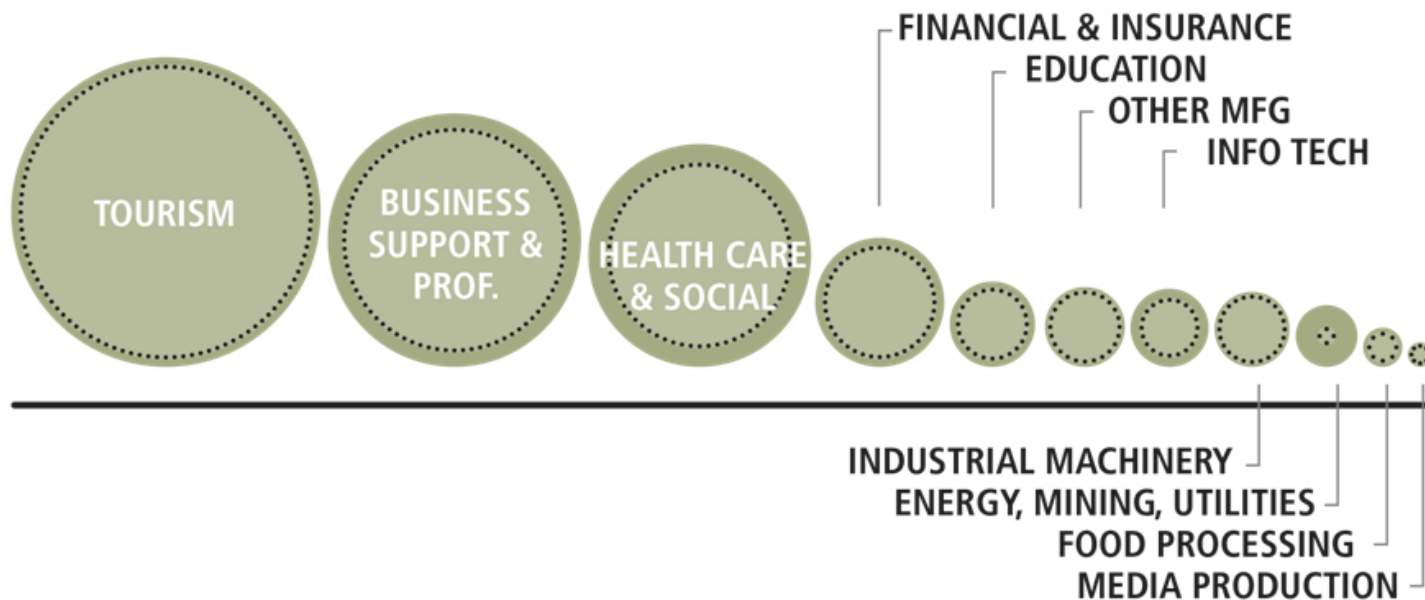 FINANCIAL & INSURANCE
EDUCATION
OTHER MFG
INFO TECH
TOURISM
BUSINESS
SUPPORT &
PROF.
HEALTH CARE
& SOCIAL
INDUSTRIAL MACHINERY
ENERGY, MINING, UTILITIES
FOOD PROCESSING
MEDIA PRODUCTION